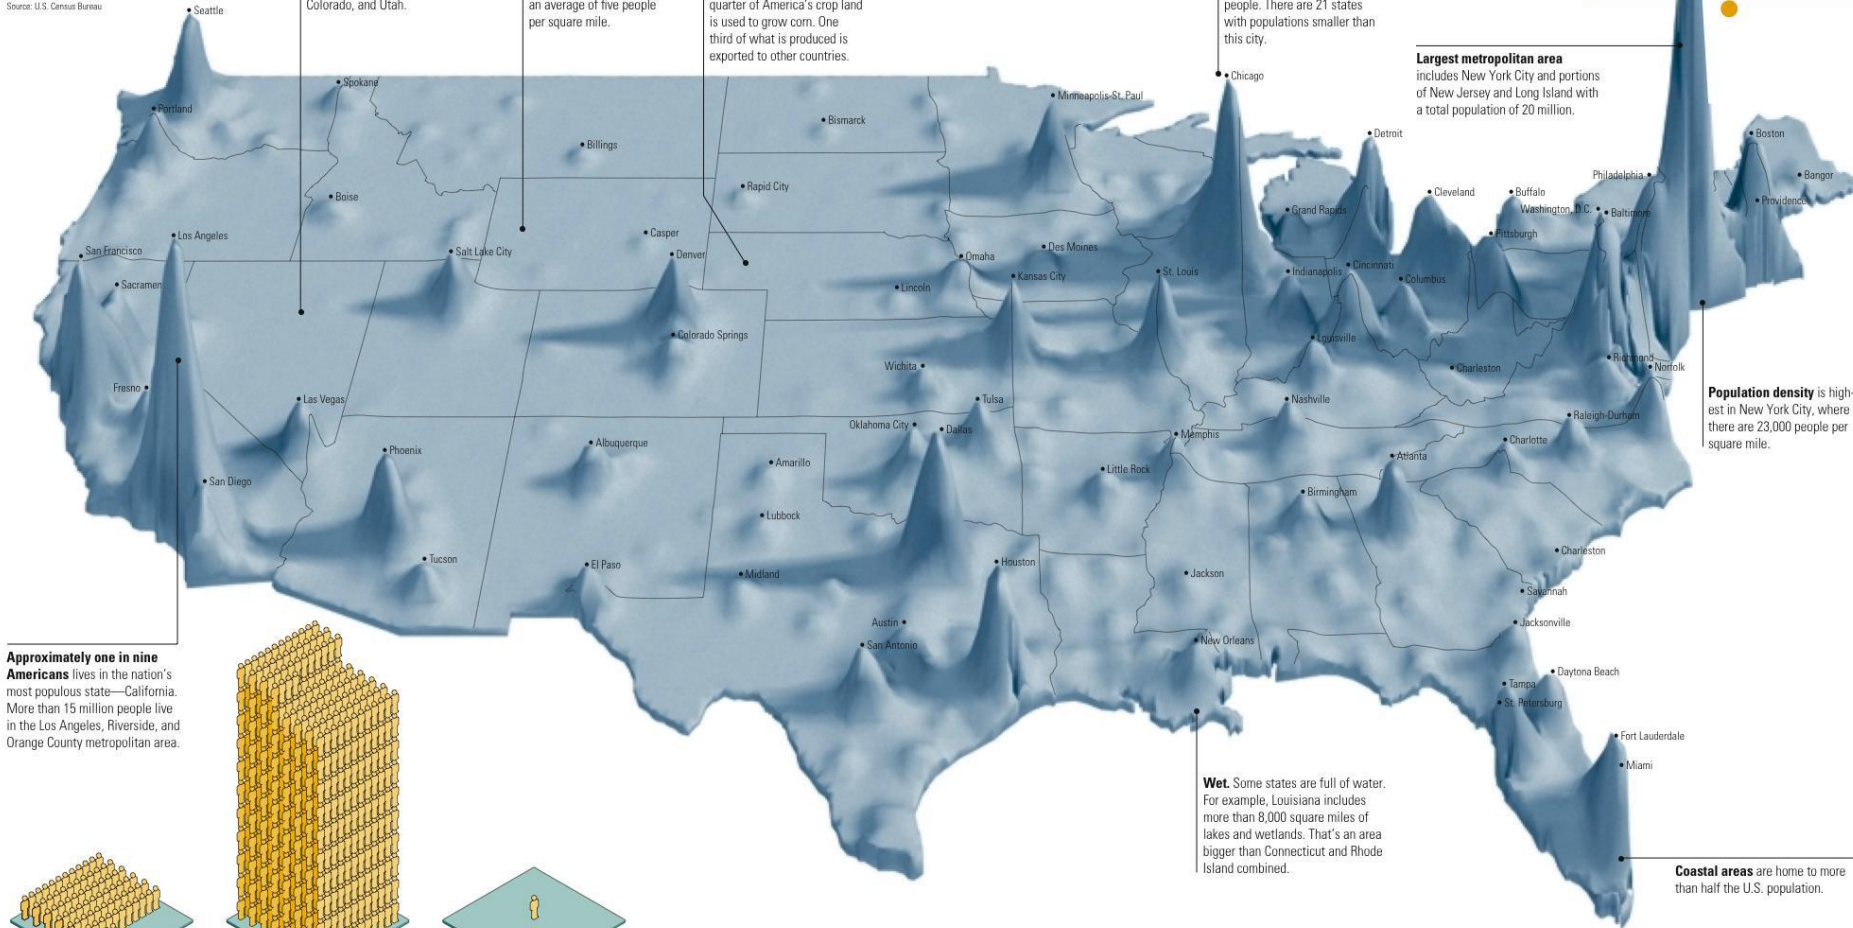 Source: U.S. Census Bureau
Colorado, and Utah.
an average of five people
per square mile.
quarter of America's crop land
is used to grow corn. One
third of what is produced is
exported to other countries.
people. There are 21 states
with populations smaller than
this city.
Largest metropolitan area
includes New York City and portions
of New Jersey and Long Island with
a total population of 20 million.
Seattle
Spokane
Portland
Billings
Bismarck
Minneapolis-St. Paul
Chicago
Detroit
Boston
Boise
Rapid City
Grand Rapids
Cleveland
Buffalo
Philadelphia
Bangor
Washington, D.C.
Baltimore
Providence
Pittsburgh
San Francisco
Los Angeles
Salt Lake City
Casper
Denver
Omaha
Des Moines
Kansas City
St. Louis
Indianapolis
Cincinnati
Columbus
Sacramen
Lincoln
Colorado Springs
Louisville
Richmond
Norfolk
Fresno
Las Vegas
Wichita
Charleston
Tulsa
Nashville
Raleigh-Durham
Population density is high-
est in New York City, where
there are 23,000 people per
square mile.
Phoenix
Albuquerque
Oklahoma City
Dallas
Memphis
Charlotte
Atlanta
San Diego
Amarillo
Little Rock
Birmingham
Lubbock
Tucson
El Paso
Midland
Houston
Jackson
Charleston
Savannah
Austin
Jacksonville
San Antonio
New Orleans
Daytona Beach
Tampa
St. Petersburg
Fort Lauderdale
Miami
Approximately one in nine
Americans lives in the nation's
most populous state—California.
More than 15 million people live
in the Los Angeles, Riverside, and
Orange County metropolitan area.
Wet. Some states are full of water.
For example, Louisiana includes
more than 8,000 square miles of
lakes and wetlands. That's an area
bigger than Connecticut and Rhode
Island combined.
Coastal areas are home to more
than half the U.S. population.